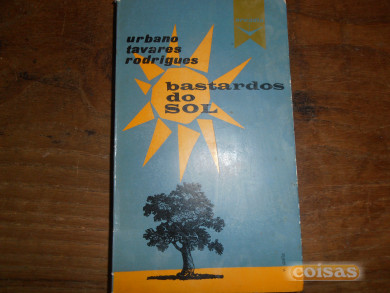 urbano
tavares
rodrigues
bastardos
do
SOL
coisas